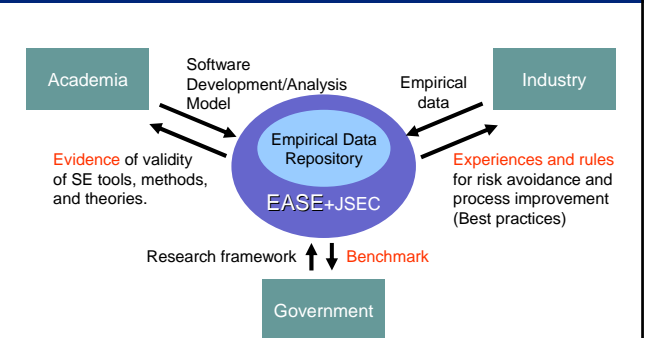 Academia
Software
Development/Analysis
Model
Empirical
data
Industry
Evidence of validity
of SE tools, methods,
and theories.
Empirical Data
Repository
EASE+JSEC
Experiences and rules
for risk avoidance and
process improvement
(Best practices)
Research framework
Benchmark
Government